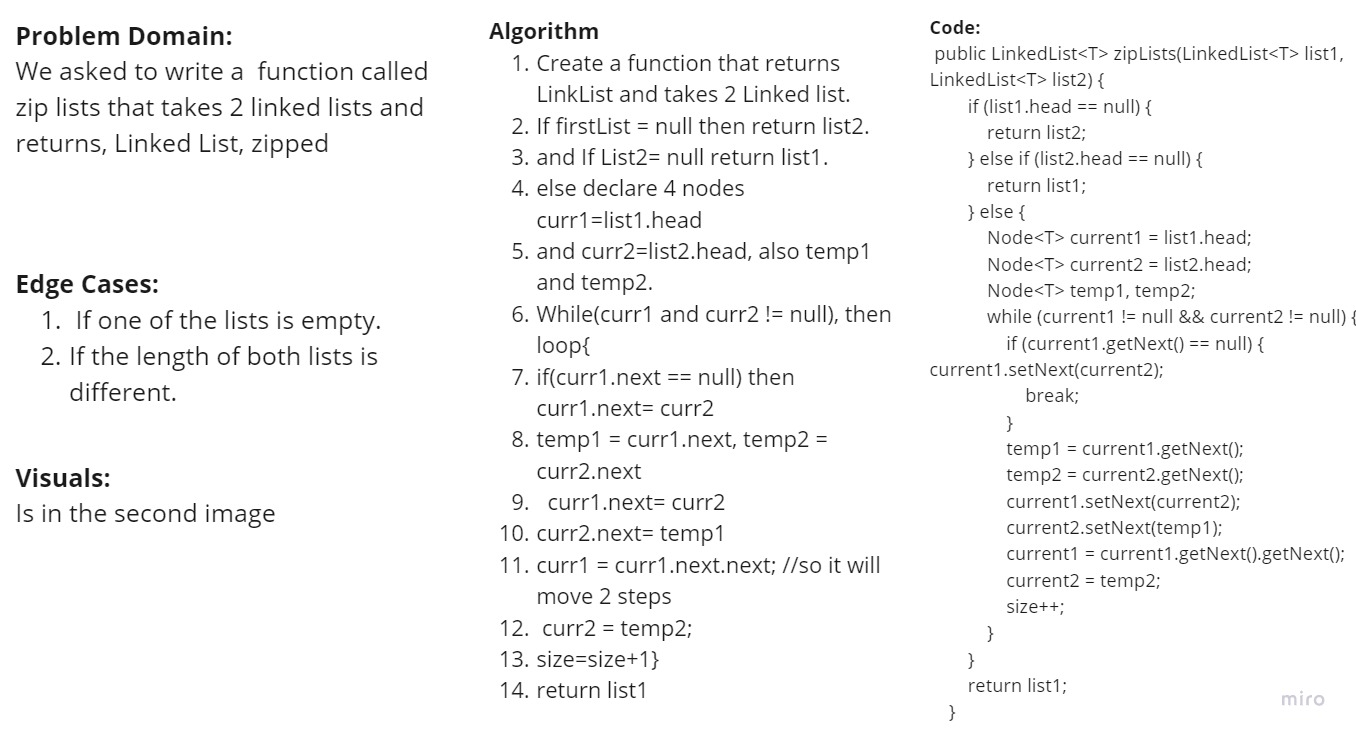 Problem Domain:
We asked to write a  function called
zip lists that takes 2 linked lists and
returns, Linked List, zipped
Edge Cases:
1.  If one of the lists is empty.
2. If the length of both lists is
different.
Visuals:
Is in the second image
Algorithm
1. Create a function that returns
LinkList and takes 2 Linked list.
2. If firstList = null then return list2.
3. and If List2= null return list1.
4. else declare 4 nodes
curr1=list1.head
5. and curr2=list2.head, also temp1
and temp2.
6. While(curr1 and curr2 != null), then
loop{
7. if(curr1.next == null) then
curr1.next= curr2
8. temp1 = curr1.next, temp2 =
curr2.next
9.  curr1.next= curr2
10. curr2.next= temp1
11. curr1 = curr1.next.next; //so it will
move 2 steps
12.  curr2 = temp2;
13. size=size+1}
14. return list1
Code:
public LinkedList<T> zipLists(LinkedList<T> list1,
LinkedList<T> list2) {
if (list1.head == null) {
return list2;
} else if (list2.head == null) {
return list1;
} else {
Node<T> current1 = list1.head;
Node<T> current2 = list2.head;
Node<T> temp1, temp2;
while (current1 != null && current2 != null) {
if (current1.getNext() == null) {
current1.setNext(current2);
break;
}
temp1 = current1.getNext();
temp2 = current2.getNext();
current1.setNext(current2);
current2.setNext(temp1);
current1 = current1.getNext().getNext();
current2 = temp2;
size++;
}
}
return list1;
}
miro